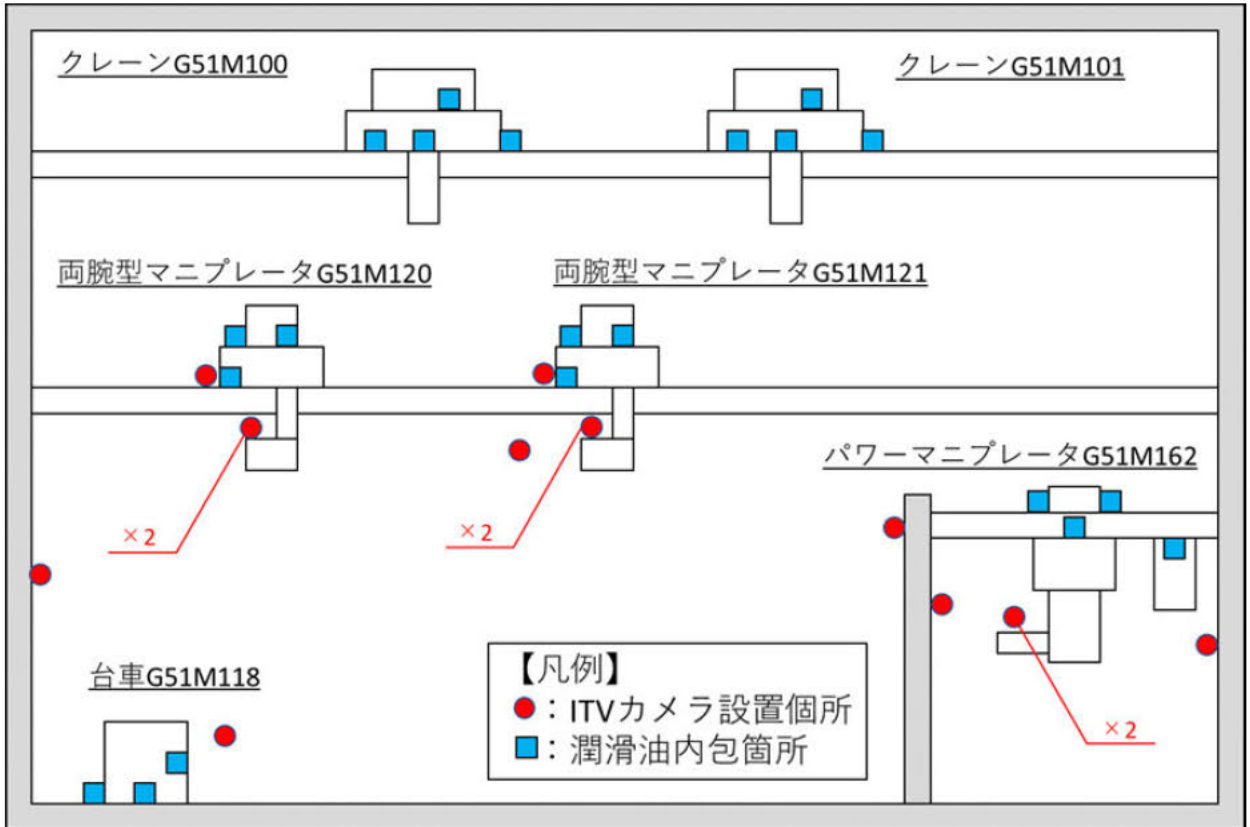 クレーンG51M100
クレーンG51M101
両腕型マニプレータG51M120
両腕型マニプレータG51M121
パワーマニプレータG51M162
×2
×2
台車G51M118
【凡例】
：ITVカメラ設置個所
：潤滑油内包箇所
×2